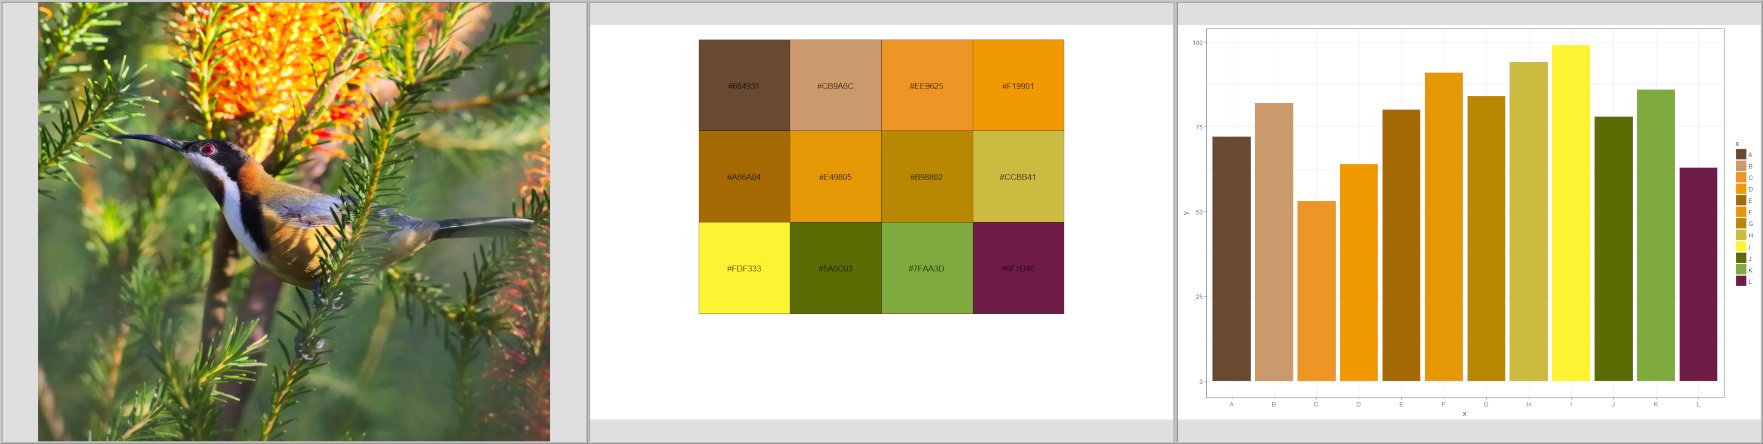 #684931 #CB9A6C #EE9625 #F19901
#A66A04 #E49805 #B98802 #CCBB41
#FDF333 #5A6C03 #7FAA3D #6F1D46
100
75
50
25
0
y
A B C D E F G H I J K L
x
x
A
B
C
D
E
F
G
H
I
J
K
L